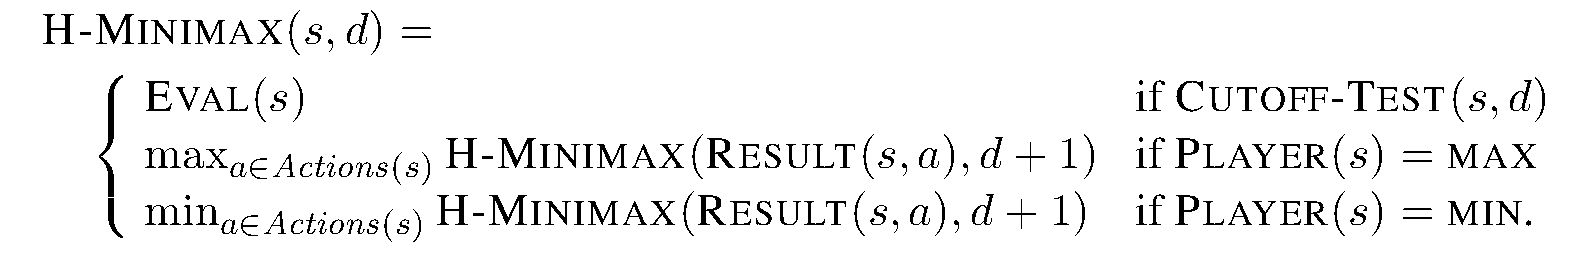 H-MINIMAX(s, d) =
EVAL(s) if CUTOFF-TEST(s, d)
max_{a∈Actions(s)} H-MINIMAX(RESULT(s, a), d + 1) if PLAYER(s) = MAX
min_{a∈Actions(s)} H-MINIMAX(RESULT(s, a), d + 1) if PLAYER(s) = MIN.